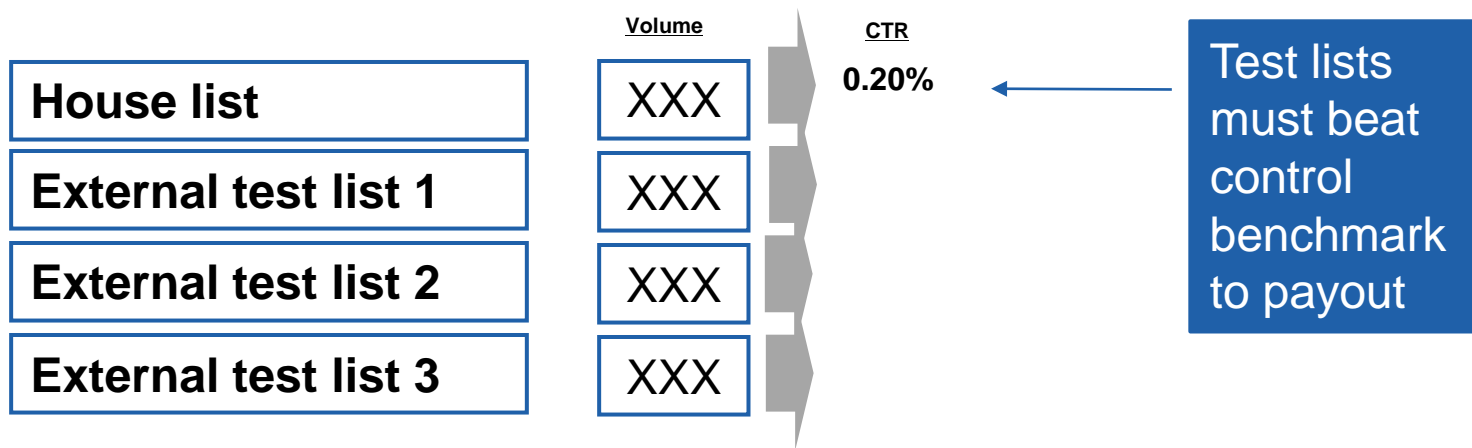 Volume
CTR
House list
XXX
0.20%
External test list 1
XXX
External test list 2
XXX
External test list 3
XXX
Test lists
must beat
control
benchmark
to payout